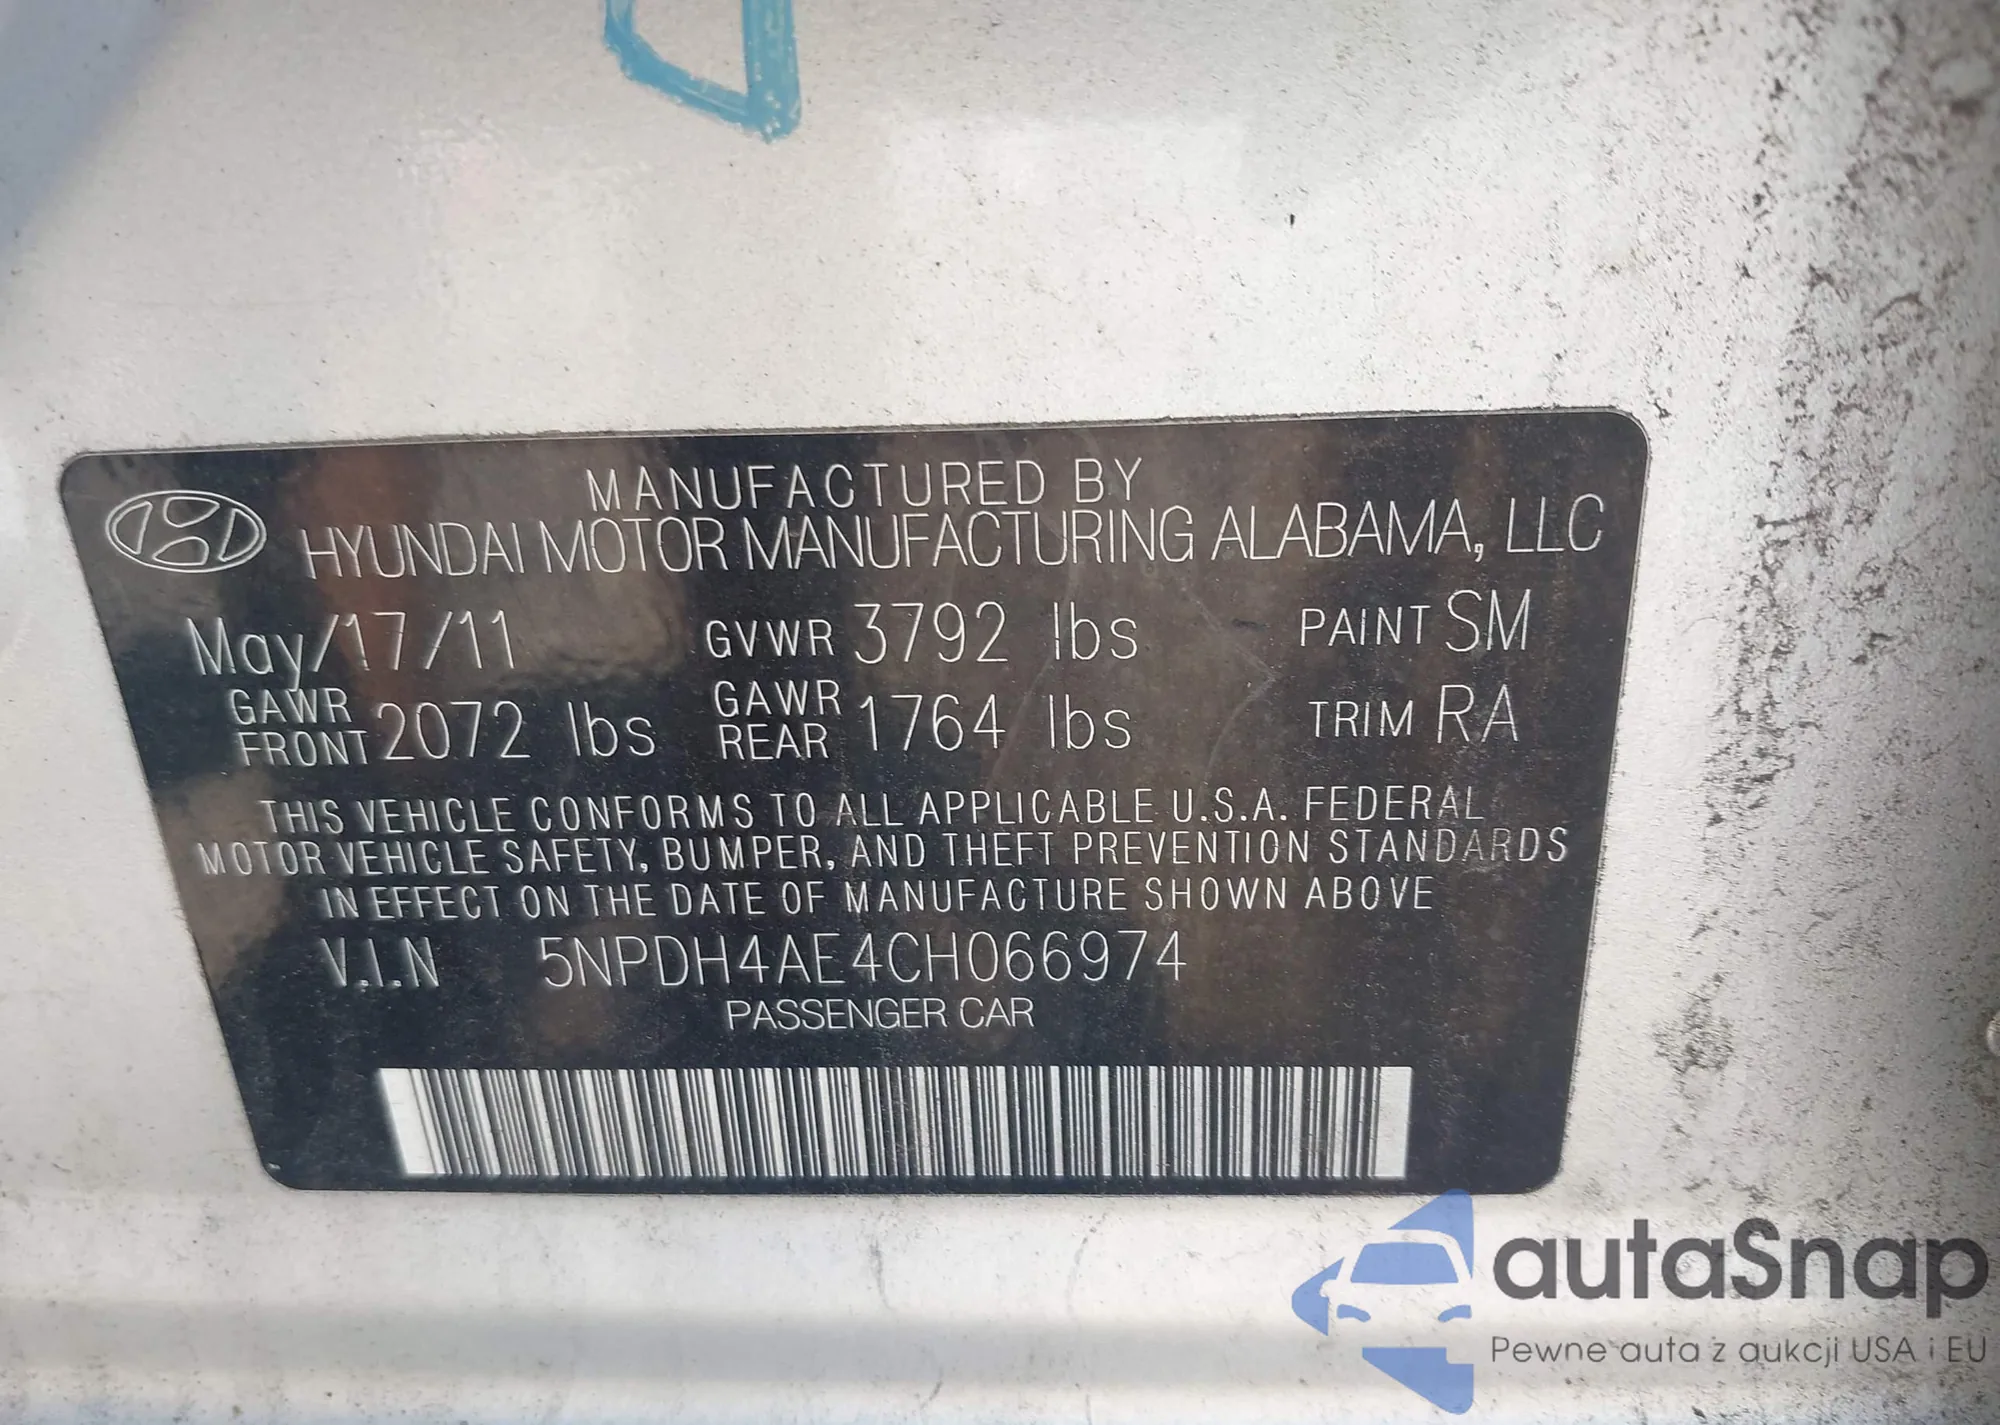 MANUFACTURED BY
HYUNDAI MOTOR MANUFACTURING ALABAMA, LLC
May/17/11 GVWR 3792 lbs PAINT SM
GAWR FRONT 2072 lbs GAWR REAR 1764 lbs TRIM RA
THIS VEHICLE CONFORMS TO ALL APPLICABLE U.S.A. FEDERAL
MOTOR VEHICLE SAFETY, BUMPER, AND THEFT PREVENTION STANDARDS
IN EFFECT ON THE DATE OF MANUFACTURE SHOWN ABOVE
V.I.N 5NPDH4AE4CH066974
PASSENGER CAR
autaSnap
Pewne auta z aukcji USA i EU